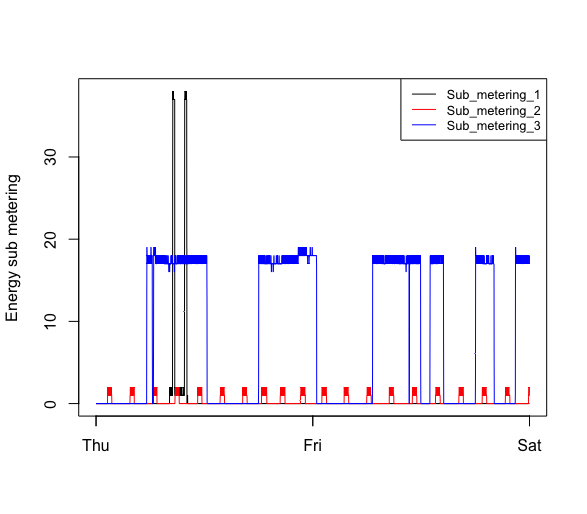 Sub_metering_1
Sub_metering_2
Sub_metering_3
Energy sub metering
30
20
10
0
Thu Fri Sat